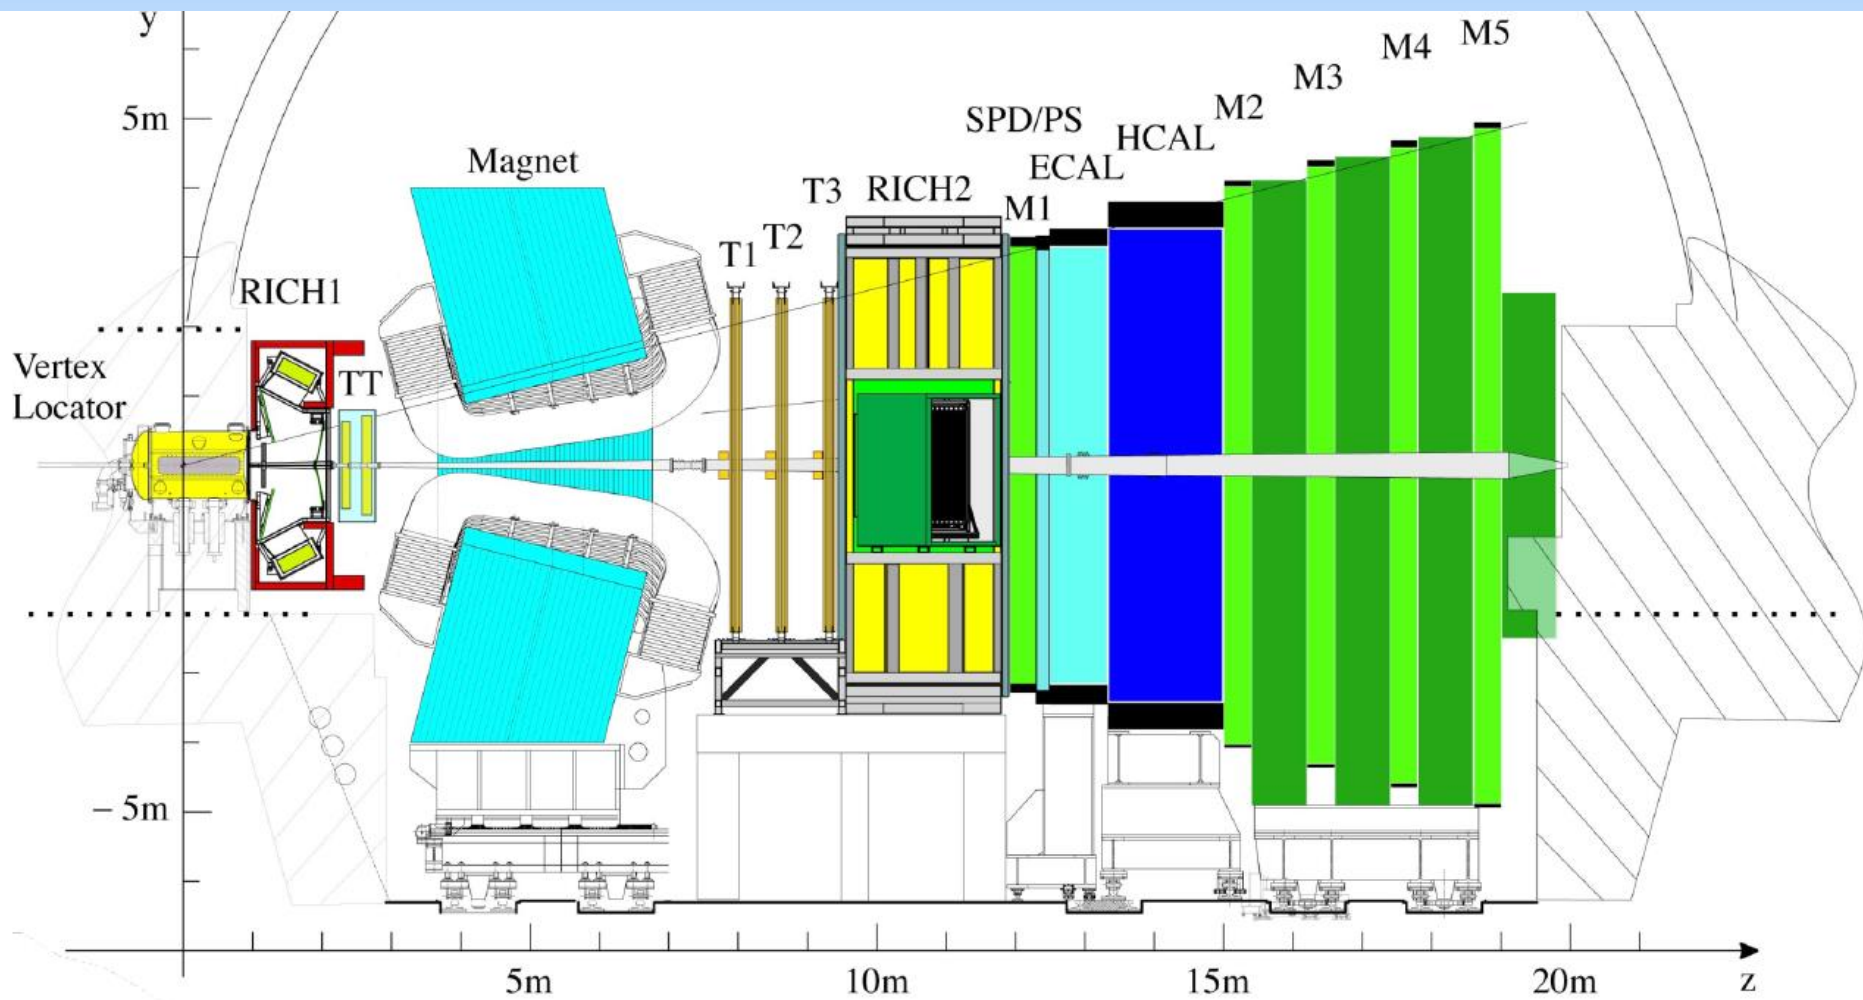 y
M5
M4
M3
M2
5m
SPD/PS
HCAL
Magnet
ECAL
T3
RICH2
M1
T2
T1
RICH1
Vertex
Locator
TT
− 5m
5m
10m
15m
20m
z